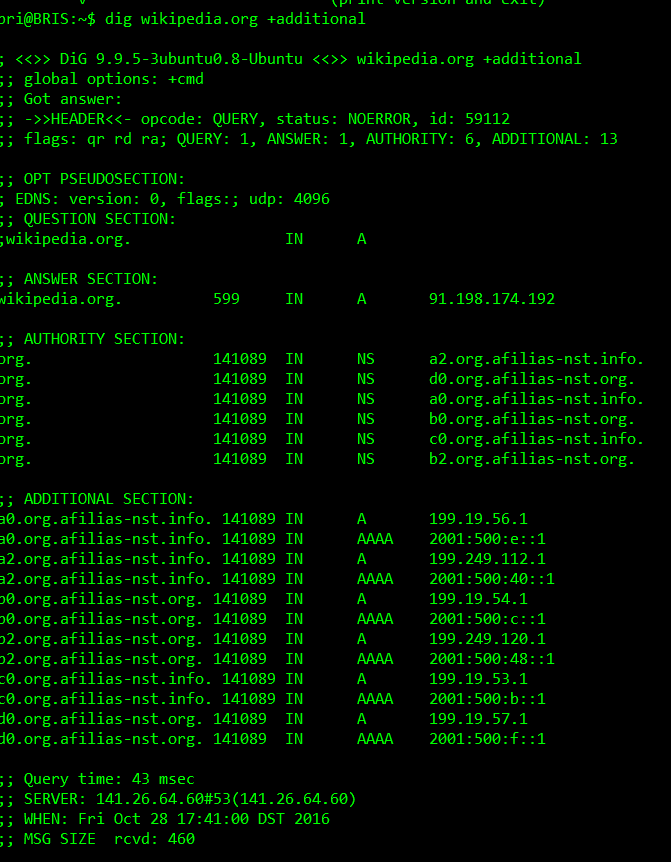 (print version and exit)
bri@BRIS:~$ dig wikipedia.org +additional
; <<>> DiG 9.9.5-3ubuntu0.8-Ubuntu <<>> wikipedia.org +additional
;; global options: +cmd
;; Got answer:
;; ->>HEADER<<- opcode: QUERY, status: NOERROR, id: 59112
;; flags: qr rd ra; QUERY: 1, ANSWER: 1, AUTHORITY: 6, ADDITIONAL: 13
;; OPT PSEUDOSECTION:
; EDNS: version: 0, flags:; udp: 4096
;; QUESTION SECTION:
;wikipedia.org. IN A
;; ANSWER SECTION:
wikipedia.org. 599 IN A 91.198.174.192
;; AUTHORITY SECTION:
org. 141089 IN NS a2.org.afilias-nst.info.
org. 141089 IN NS d0.org.afilias-nst.org.
org. 141089 IN NS a0.org.afilias-nst.info.
org. 141089 IN NS b0.org.afilias-nst.org.
org. 141089 IN NS c0.org.afilias-nst.info.
org. 141089 IN NS b2.org.afilias-nst.org.
;; ADDITIONAL SECTION:
a0.org.afilias-nst.info. 141089 IN A 199.19.56.1
a0.org.afilias-nst.info. 141089 IN AAAA 2001:500:e::1
a2.org.afilias-nst.info. 141089 IN A 199.249.112.1
a2.org.afilias-nst.info. 141089 IN AAAA 2001:500:40::1
b0.org.afilias-nst.org. 141089 IN A 199.19.54.1
b0.org.afilias-nst.org. 141089 IN AAAA 2001:500:c::1
b2.org.afilias-nst.org. 141089 IN A 199.249.120.1
b2.org.afilias-nst.org. 141089 IN AAAA 2001:500:48::1
c0.org.afilias-nst.info. 141089 IN A 199.19.53.1
c0.org.afilias-nst.info. 141089 IN AAAA 2001:500:b::1
d0.org.afilias-nst.org. 141089 IN A 199.19.57.1
d0.org.afilias-nst.org. 141089 IN AAAA 2001:500:f::1
;; Query time: 43 msec
;; SERVER: 141.26.64.60#53(141.26.64.60)
;; WHEN: Fri Oct 28 17:41:00 DST 2016
;; MSG SIZE rcvd: 460